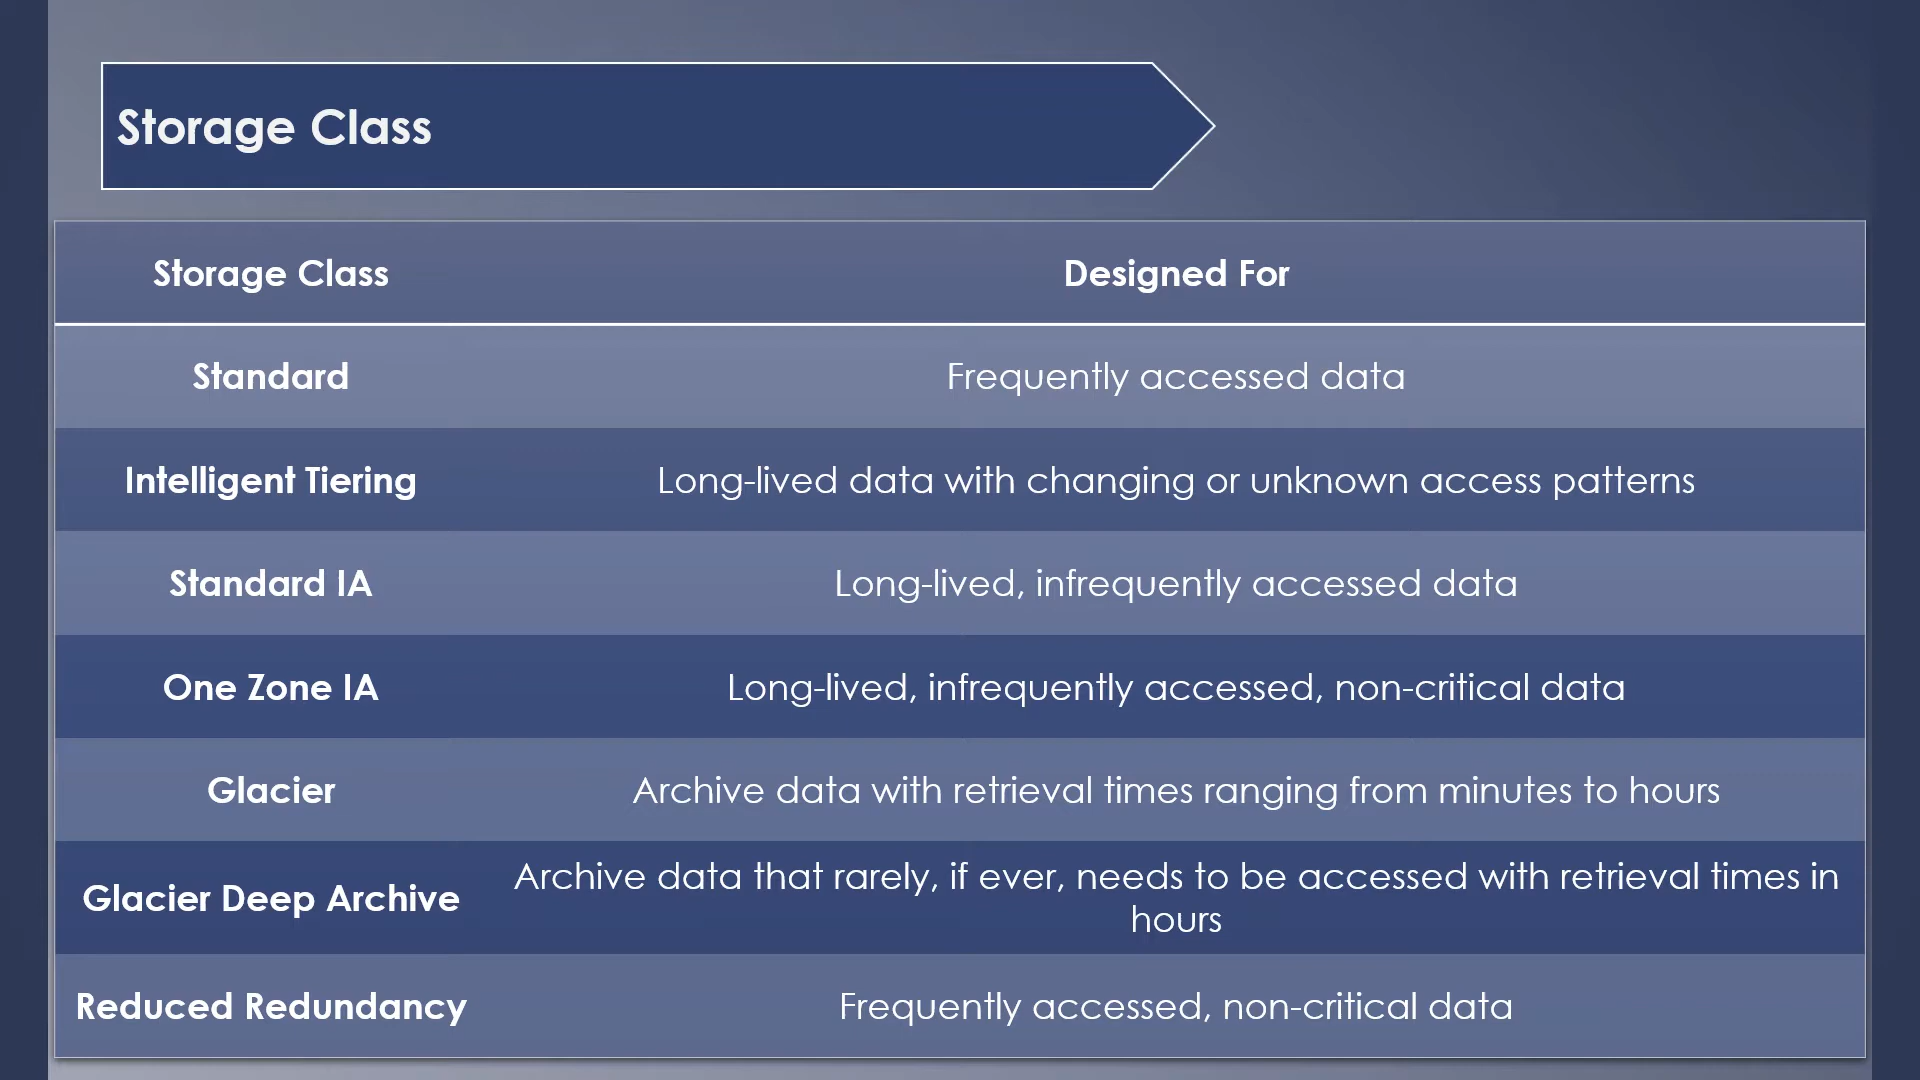 Storage Class
Storage Class Designed For
Standard Frequently accessed data
Intelligent Tiering Long-lived data with changing or unknown access patterns
Standard IA Long-lived, infrequently accessed data
One Zone IA Long-lived, infrequently accessed, non-critical data
Glacier Archive data with retrieval times ranging from minutes to hours
Glacier Deep Archive Archive data that rarely, if ever, needs to be accessed with retrieval times in
hours
Reduced Redundancy Frequently accessed, non-critical data